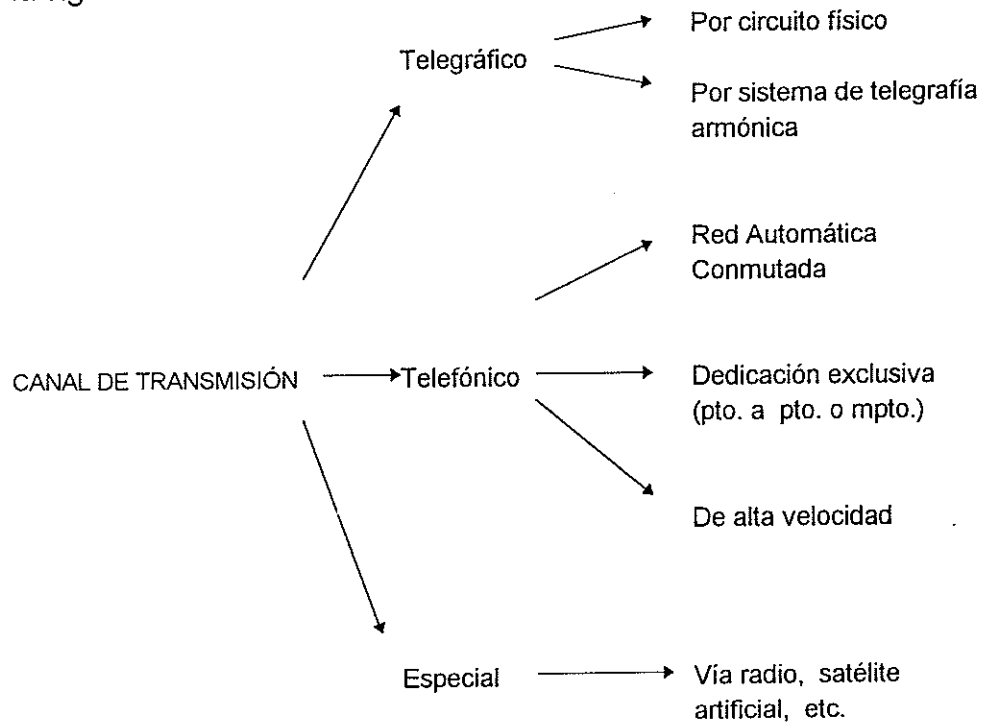 Por circuito físico
Telegráfico
Por sistema de telegrafía
armónica
Red Automática
Conmutada
CANAL DE TRANSMISIÓN
Telefónico
Dedicación exclusiva
(pto. a pto. o mpto.)
De alta velocidad
Especial
Vía radio, satélite
artificial, etc.